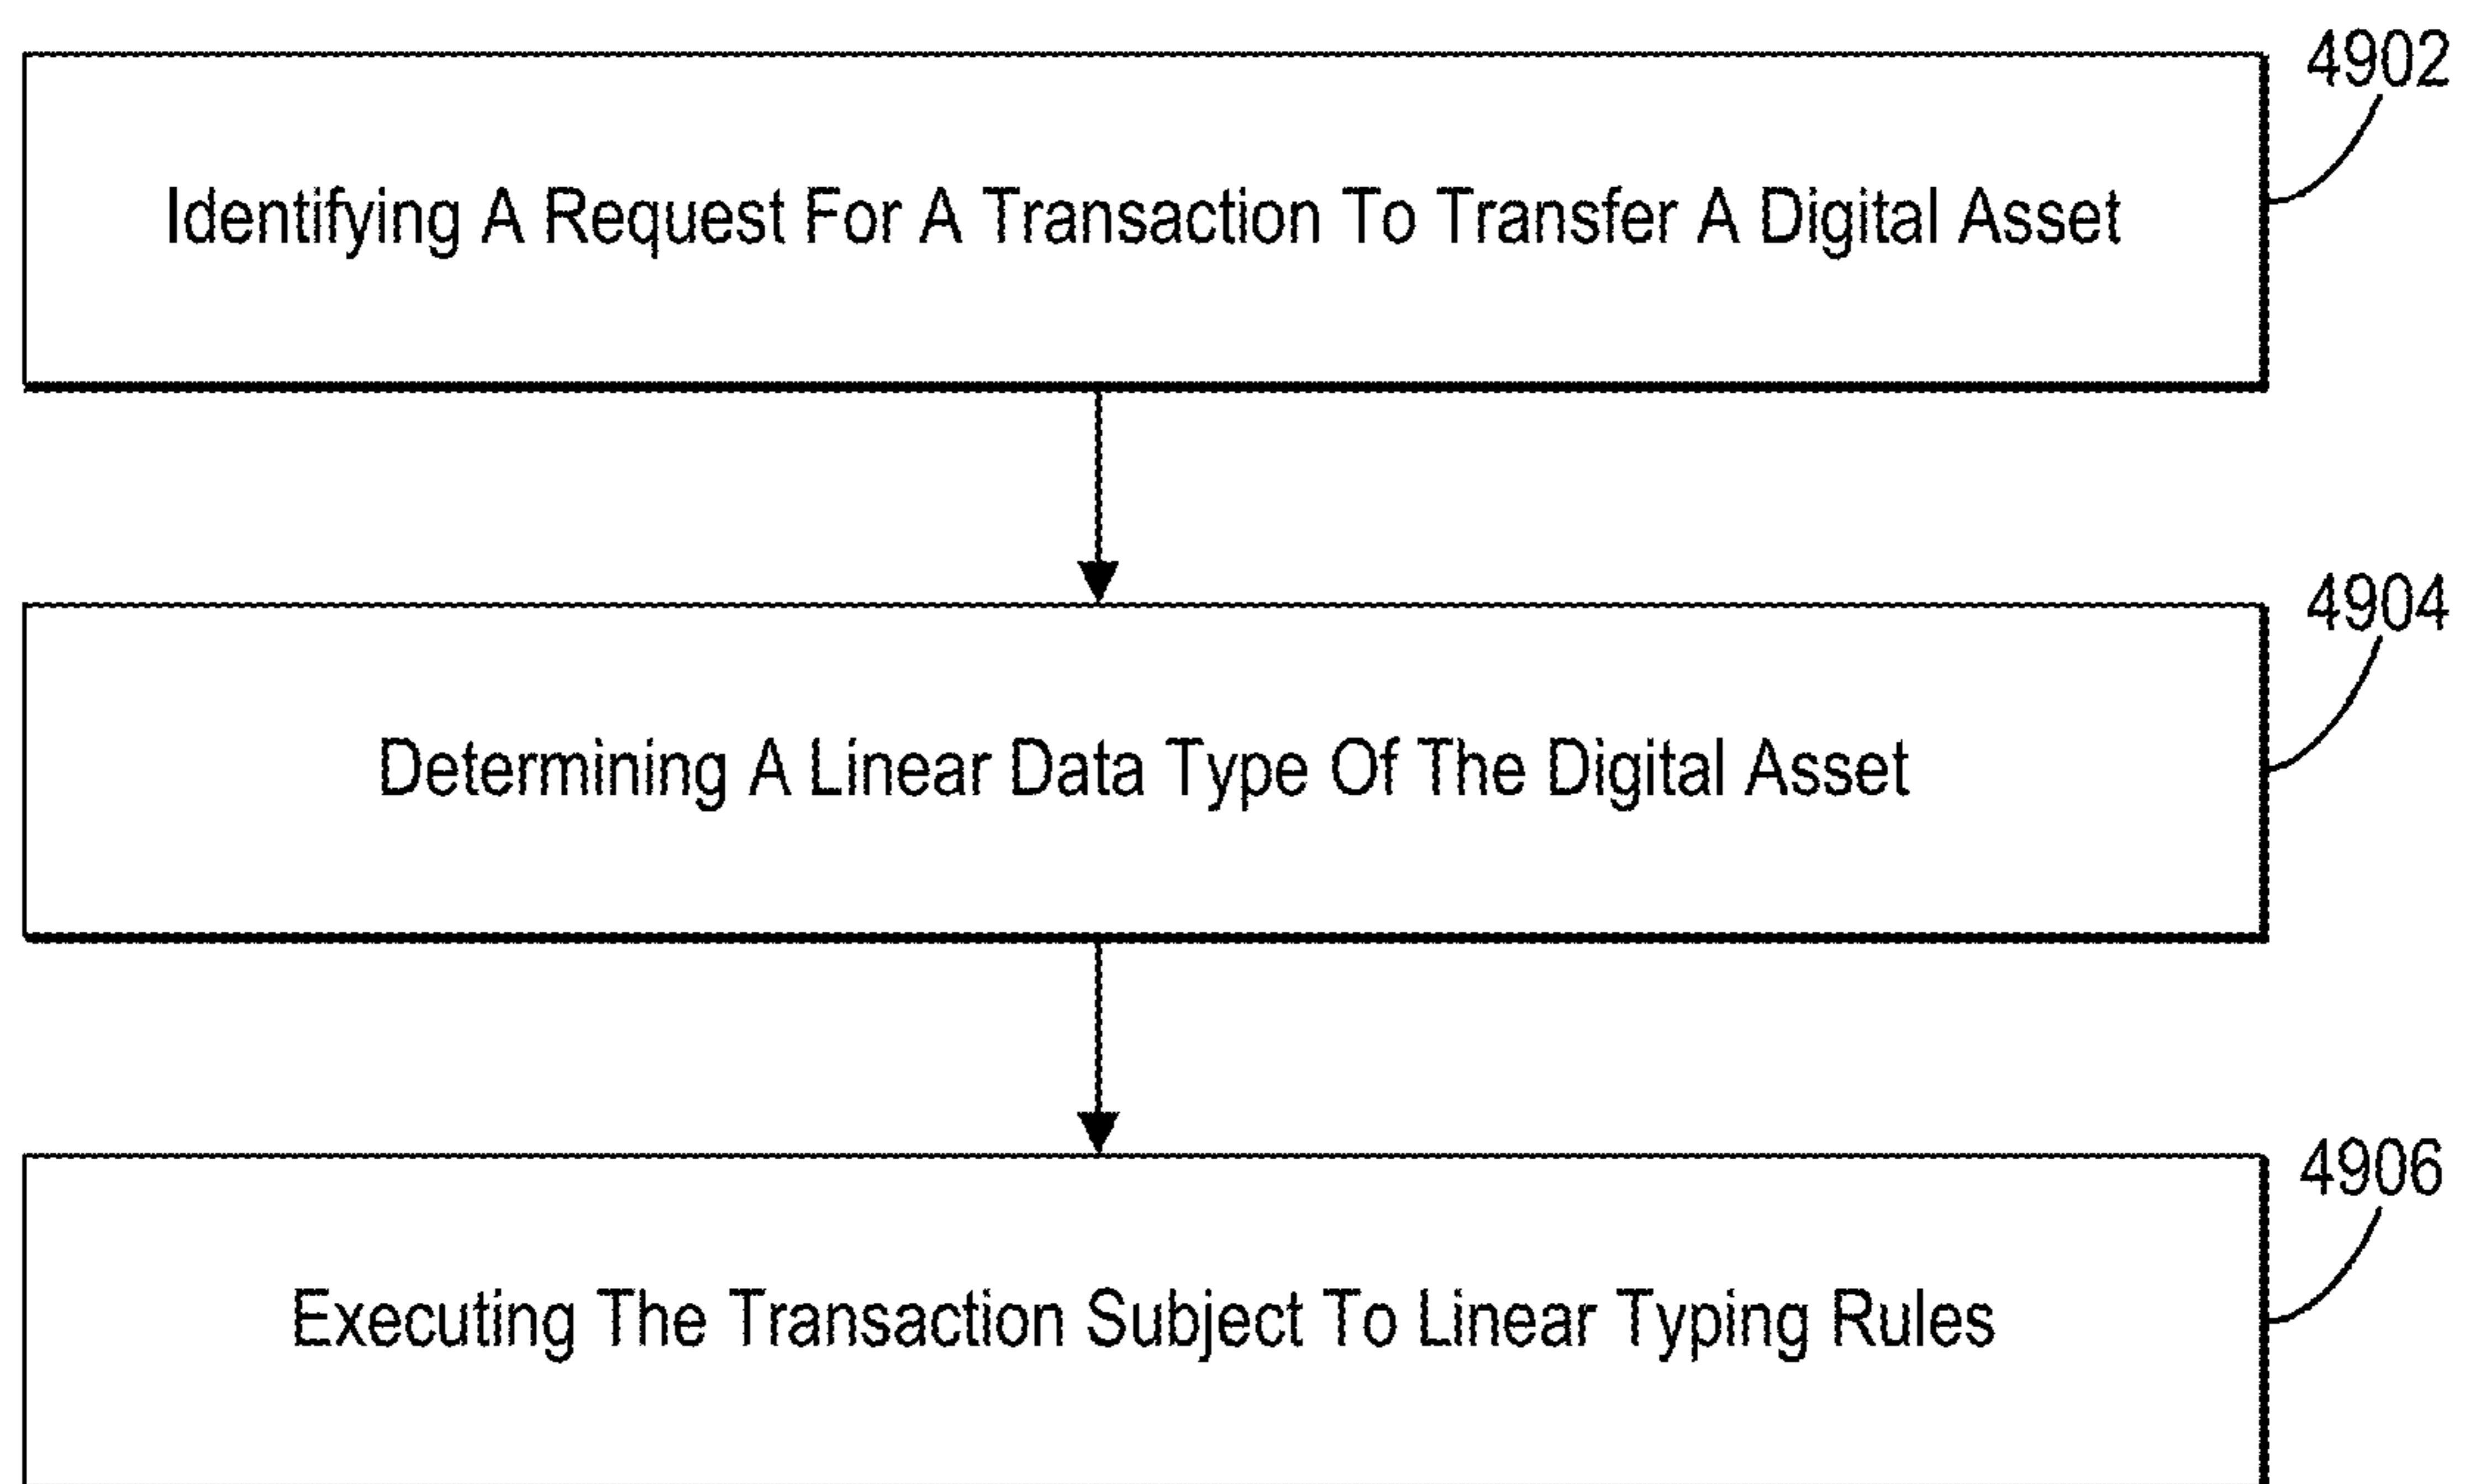 4902
Identifying A Request For A Transaction To Transfer A Digital Asset
4904
Determining A Linear Data Type Of The Digital Asset
4906
Executing The Transaction Subject To Linear Typing Rules